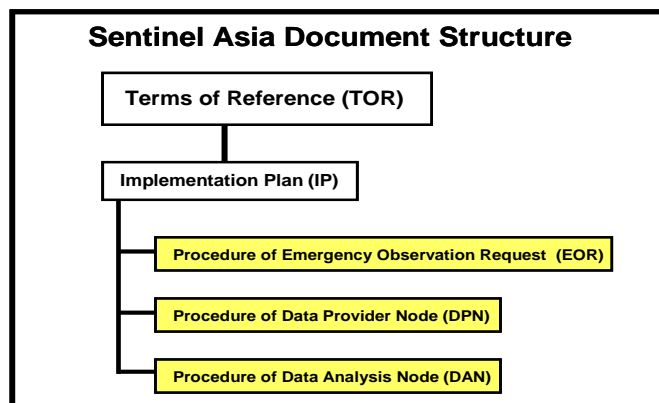 Sentinel Asia Document Structure
Terms of Reference (TOR)
Implementation Plan (IP)
Procedure of Emergency Observation Request (EOR)
Procedure of Data Provider Node (DPN)
Procedure of Data Analysis Node (DAN)